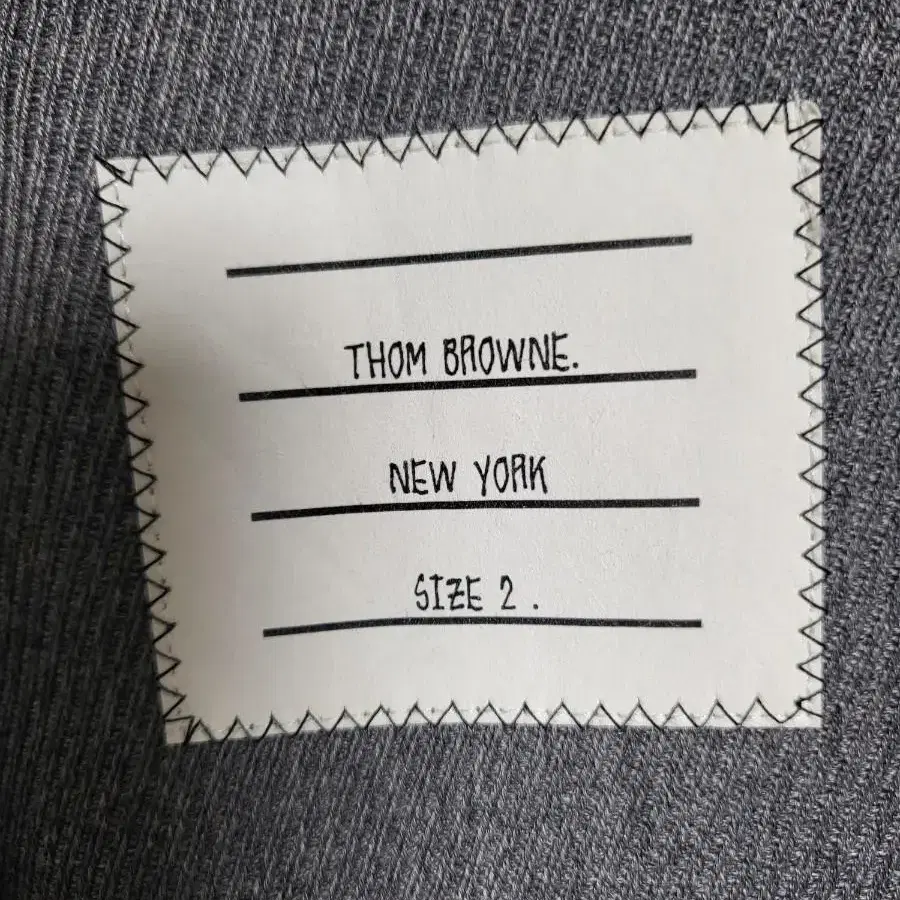 THOM BROWNE.
NEW YORK
SIZE 2 .